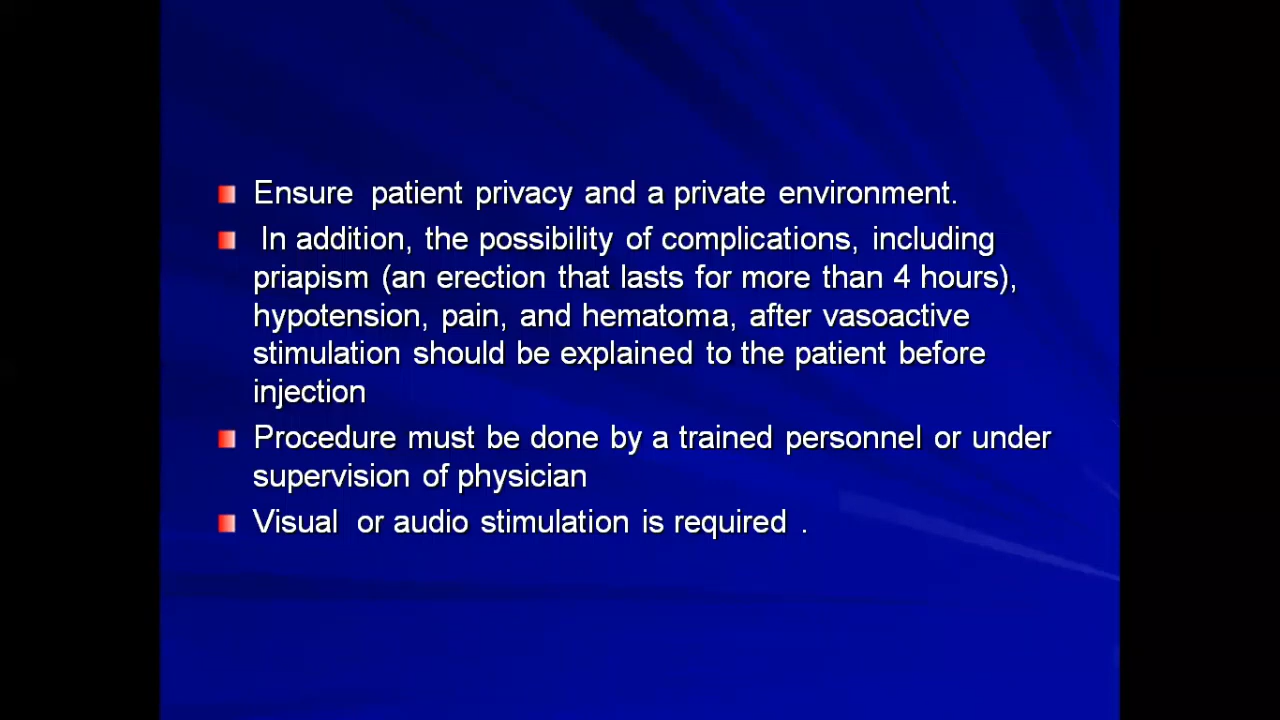 Ensure  patient privacy and a private environment.
In addition, the possibility of complications, including
priapism (an erection that lasts for more than 4 hours),
hypotension, pain, and hematoma, after vasoactive
stimulation should be explained to the patient before
injection
Procedure must be done by a trained personnel or under
supervision of physician
Visual  or audio stimulation is required .